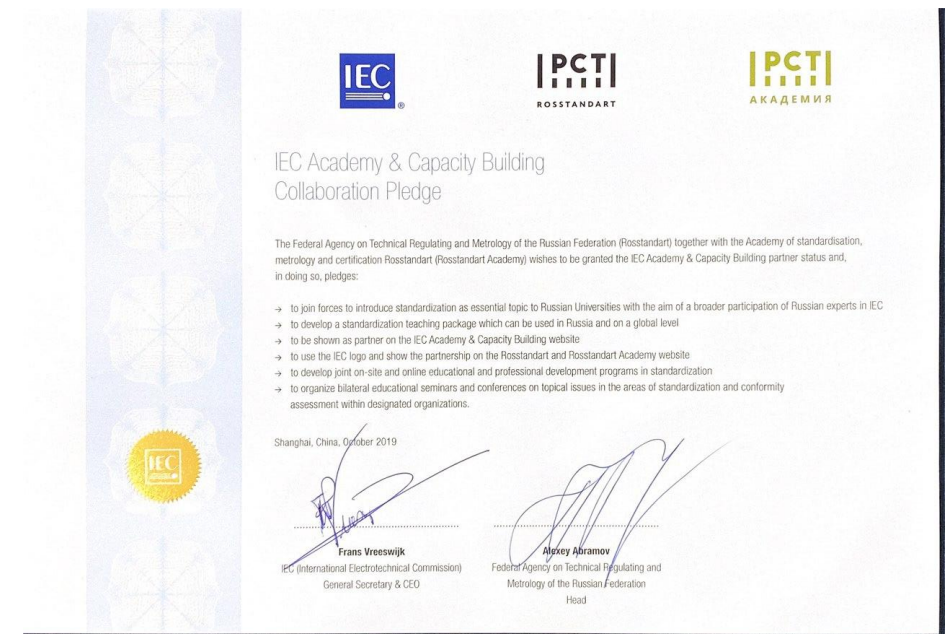 IEC
®
РСТ
ROSSTANDART
РСТ
АКАДЕМИЯ
IEC Academy & Capacity Building
Collaboration Pledge
The Federal Agency on Technical Regulating and Metrology of the Russian Federation (Rosstandart) together with the Academy of standardisation,
metrology and certification Rosstandart (Rosstandart Academy) wishes to be granted the IEC Academy & Capacity Building partner status and,
in doing so, pledges:
→ to join forces to introduce standardization as essential topic to Russian Universities with the aim of a broader participation of Russian experts in IEC
→ to develop a standardization teaching package which can be used in Russia and on a global level
→ to be shown as partner on the IEC Academy & Capacity Building website
→ to use the IEC logo and show the partnership on the Rosstandart and Rosstandart Academy website
→ to develop joint on-site and online educational and professional development programs in standardization
→ to organize bilateral educational seminars and conferences on topical issues in the areas of standardization and conformity
assessment within designated organizations.
Shanghai, China, October 2019
IEC
Frans Vreeswijk
IEC (International Electrotechnical Commission)
General Secretary & CEO
Alexey Abramov
Federal Agency on Technical Regulating and
Metrology of the Russian Federation
Head